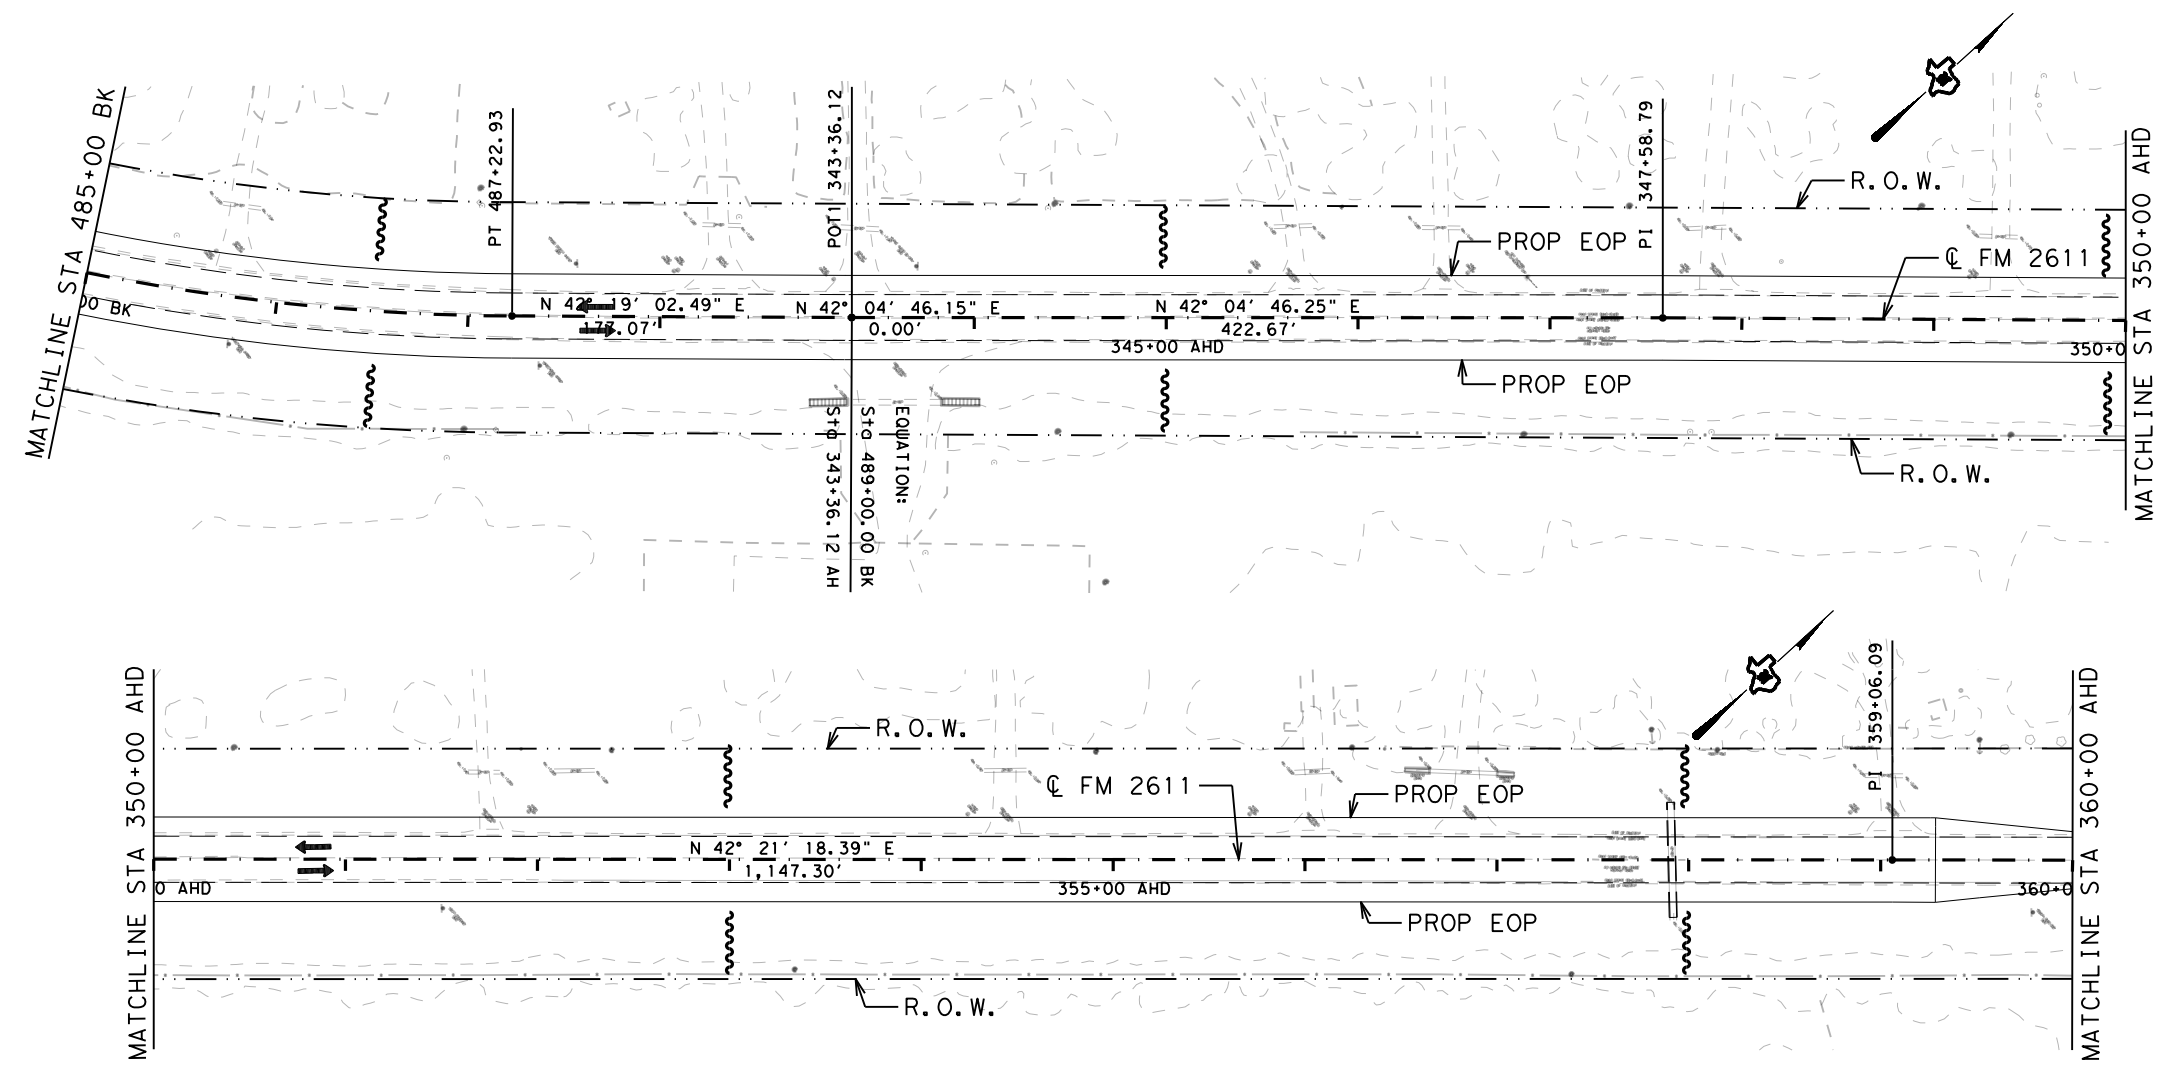 MATCHLINE STA 485+00 BK
00 BK
PT 487+22.93
POT1 343+36.12
PI 347+58.79
R.O.W.
PROP EOP
℄ FM 2611
N 42° 19' 02.49" E
177.07'
N 42° 04' 46.15" E
0.00'
N 42° 04' 46.25" E
422.67'
345+00 AHD
350+0
PROP EOP
R.O.W.
EQUATION:
Sta 489+00.00 BK
Sta 343+36.12 AH
MATCHLINE STA 350+00 AHD
MATCHLINE STA 350+00 AHD
0 AHD
R.O.W.
℄ FM 2611
PROP EOP
PI 359+06.09
N 42° 21' 18.39" E
1,147.30'
355+00 AHD
360+0
PROP EOP
R.O.W.
MATCHLINE STA 360+00 AHD